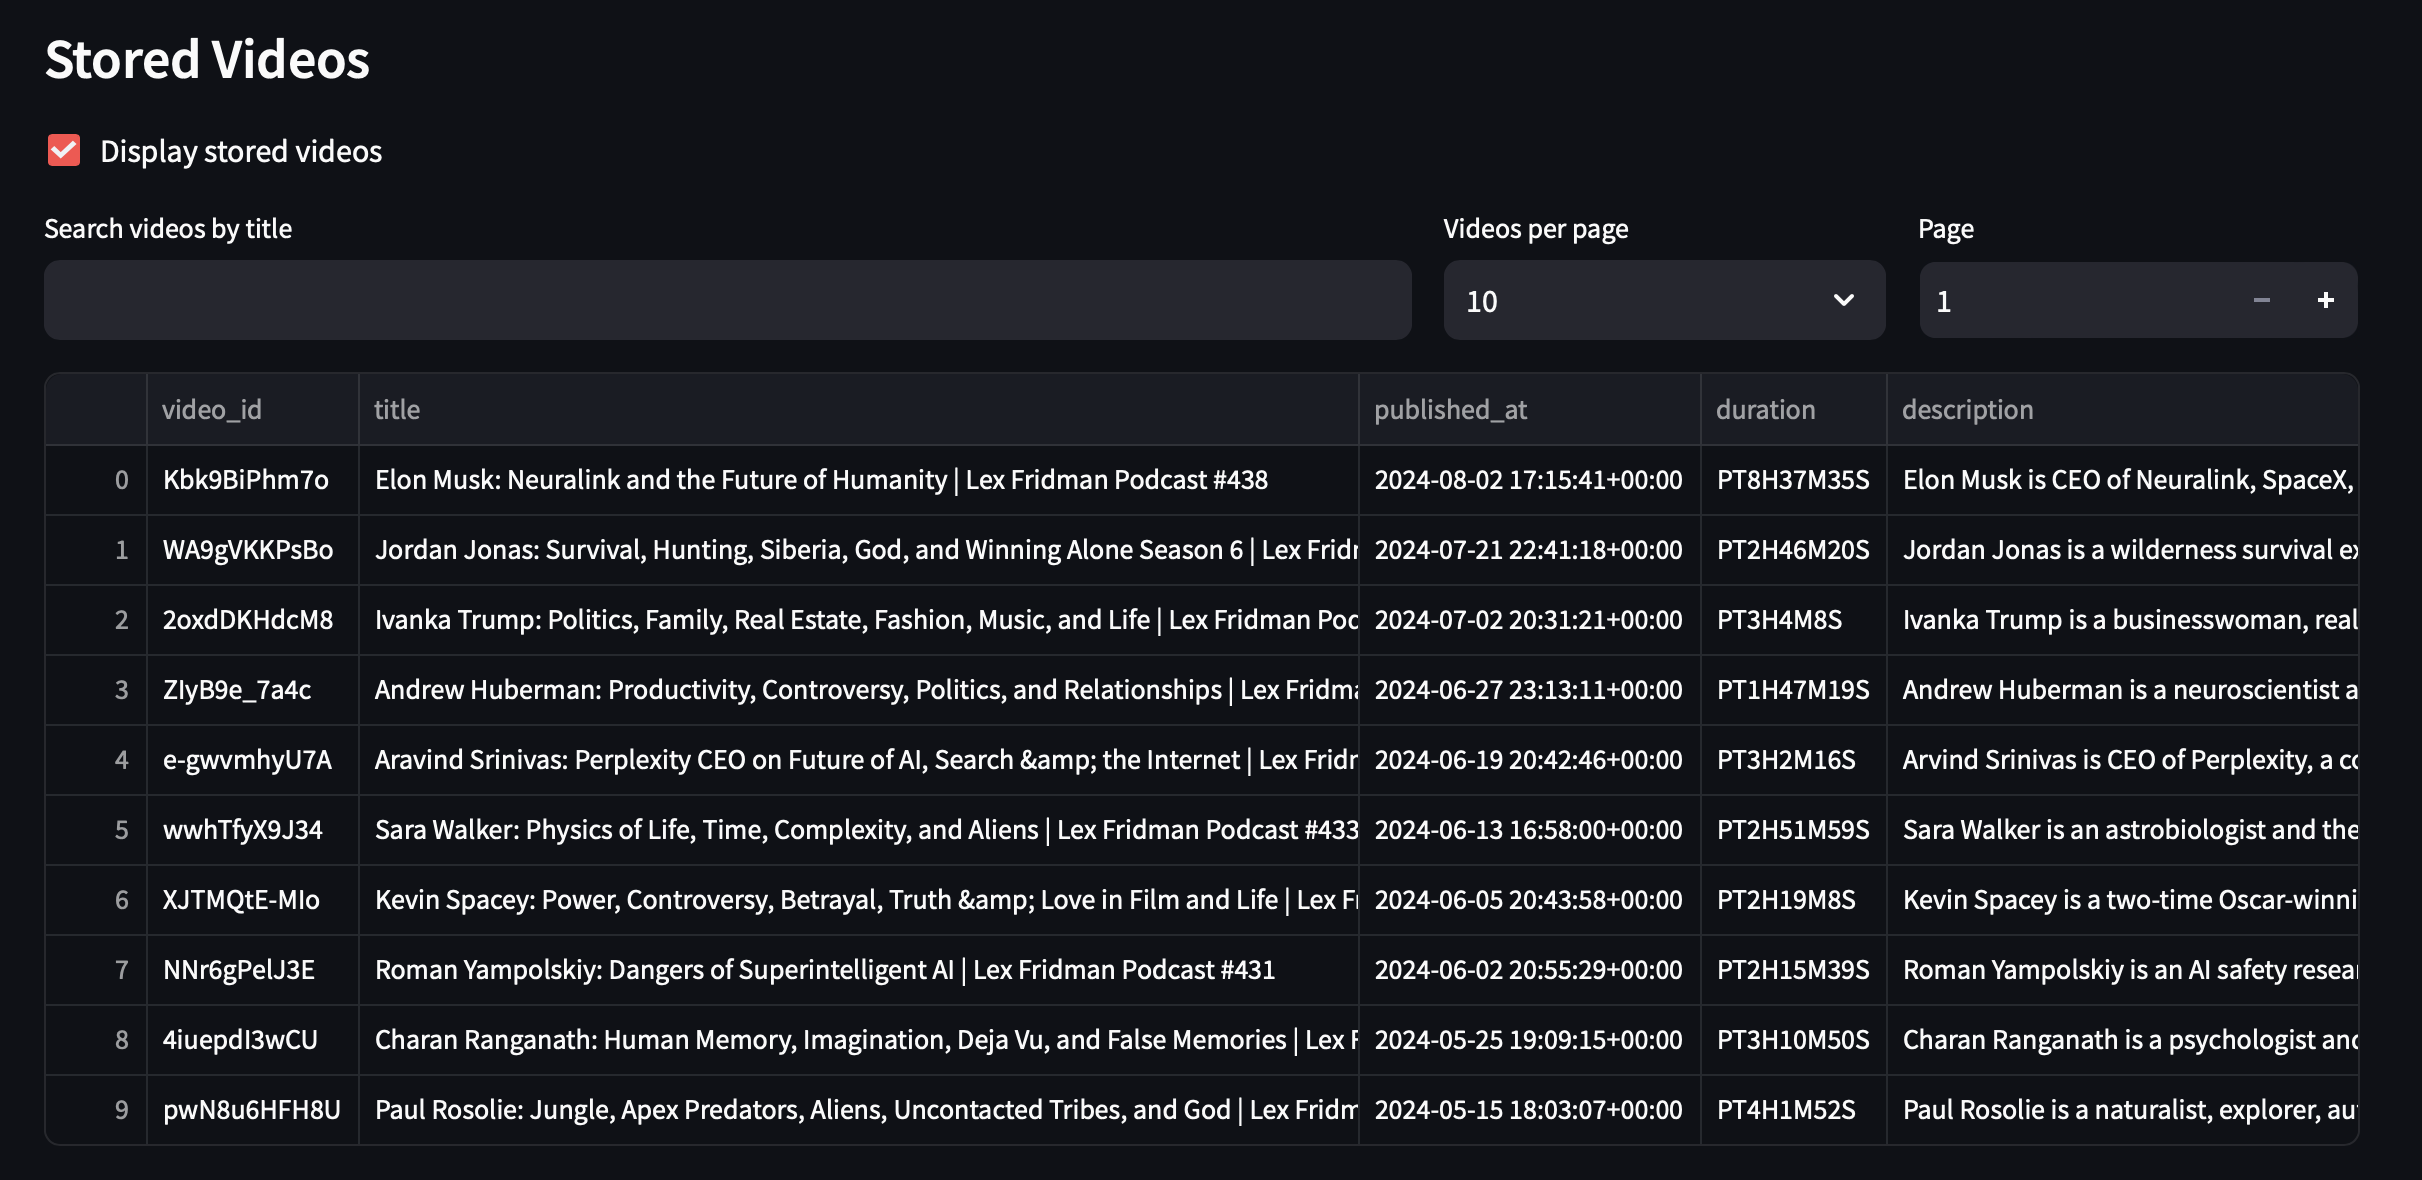 Stored Videos
Display stored videos
Search videos by title Videos per page Page
10 1
video_id title published_at duration description
0 Kbk9BiPhm7o Elon Musk: Neuralink and the Future of Humanity | Lex Fridman Podcast #438 2024-08-02 17:15:41+00:00 PT8H37M35S Elon Musk is CEO of Neuralink, SpaceX,
1 WA9gVKKPsBo Jordan Jonas: Survival, Hunting, Siberia, God, and Winning Alone Season 6 | Lex 2024-07-21 22:41:18+00:00 PT2H46M20S Jordan Jonas is a wilderness survival
2 2oxdDKHdcM8 Ivanka Trump: Politics, Family, Real Estate, Fashion, Music, and Life | Lex Fridman 2024-07-02 20:31:21+00:00 PT3H4M8S Ivanka Trump is a businesswoman, real
3 ZIyB9e_7a4c Andrew Huberman: Productivity, Controversy, Politics, and Relationships | Lex 2024-06-27 23:13:11+00:00 PT1H47M19S Andrew Huberman is a neuroscientist a
4 e-gwvmhyU7A Aravind Srinivas: Perplexity CEO on Future of AI, Search &amp; the Internet | Lex 2024-06-19 20:42:46+00:00 PT3H2M16S Arvind Srinivas is CEO of Perplexity, a
5 wwhTfyX9J34 Sara Walker: Physics of Life, Time, Complexity, and Aliens | Lex Fridman Podcast #433 2024-06-13 16:58:00+00:00 PT2H51M59S Sara Walker is an astrobiologist and the
6 XJTMQtE-MIo Kevin Spacey: Power, Controversy, Betrayal, Truth &amp; Love in Film and Life | Lex 2024-06-05 20:43:58+00:00 PT2H19M8S Kevin Spacey is a two-time Oscar-winni
7 NNr6gPelJ3E Roman Yampolskiy: Dangers of Superintelligent AI | Lex Fridman Podcast #431 2024-06-02 20:55:29+00:00 PT2H15M39S Roman Yampolskiy is an AI safety
8 4iuepdI3wCU Charan Ranganath: Human Memory, Imagination, Deja Vu, and False Memories | Lex 2024-05-25 19:09:15+00:00 PT3H10M50S Charan Ranganath is a psychologist
9 pwN8u6HFH8U Paul Rosolie: Jungle, Apex Predators, Aliens, Uncontacted Tribes, and God | Lex 2024-05-15 18:03:07+00:00 PT4H1M52S Paul Rosolie is a naturalist, explorer,